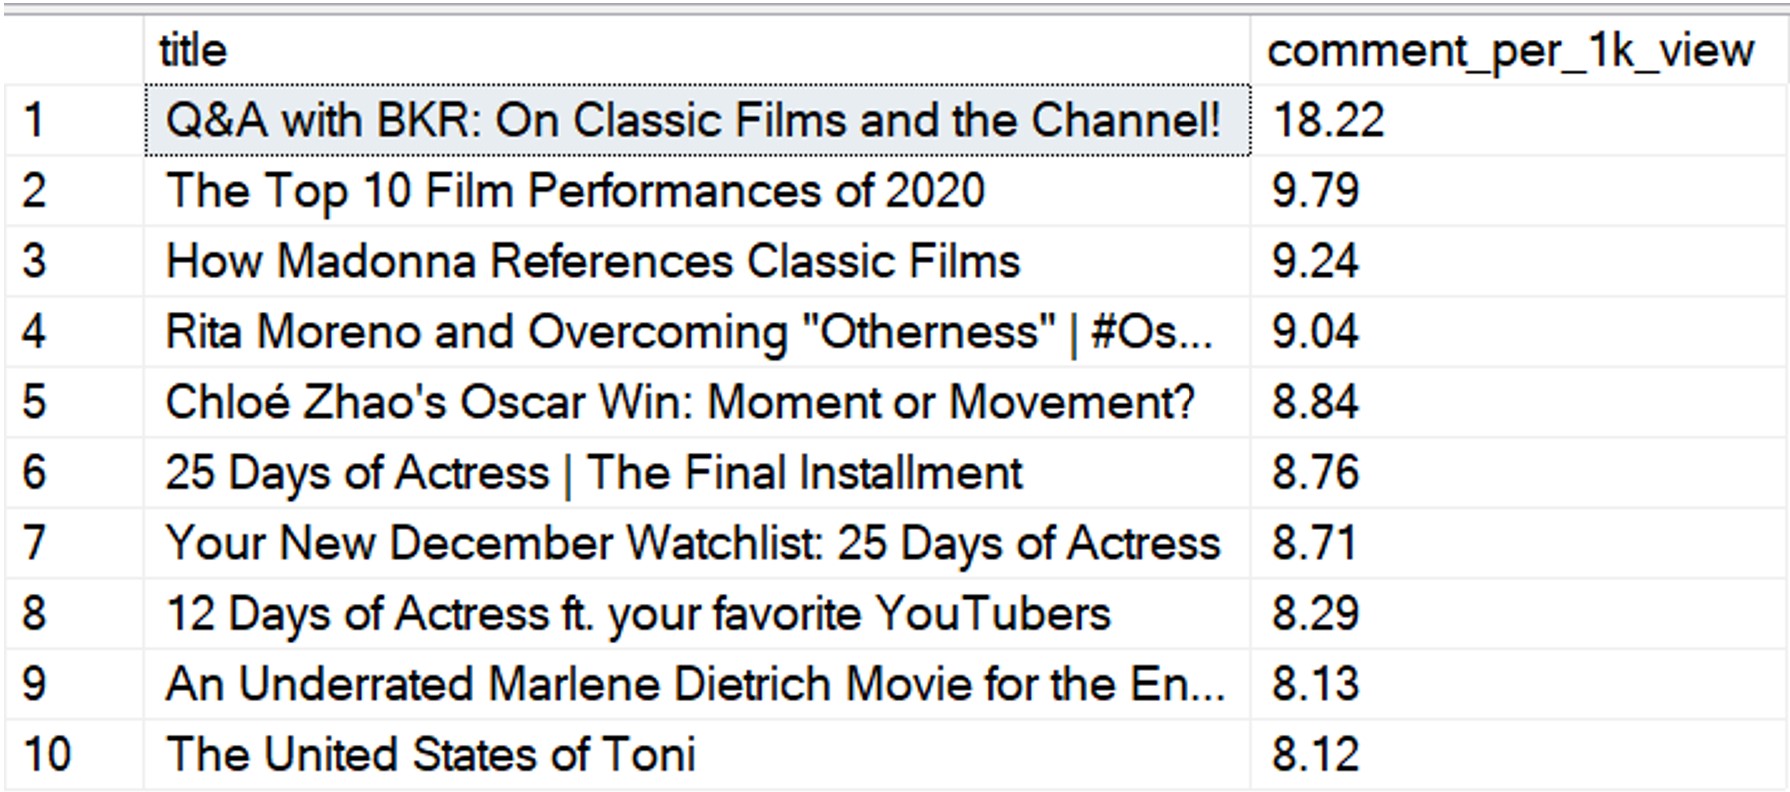 title comment_per_1k_view
1 Q&A with BKR: On Classic Films and the Channel! 18.22
2 The Top 10 Film Performances of 2020 9.79
3 How Madonna References Classic Films 9.24
4 Rita Moreno and Overcoming "Otherness" | #Os... 9.04
5 Chloé Zhao's Oscar Win: Moment or Movement? 8.84
6 25 Days of Actress | The Final Installment 8.76
7 Your New December Watchlist: 25 Days of Actress 8.71
8 12 Days of Actress ft. your favorite YouTubers 8.29
9 An Underrated Marlene Dietrich Movie for the En... 8.13
10 The United States of Toni 8.12